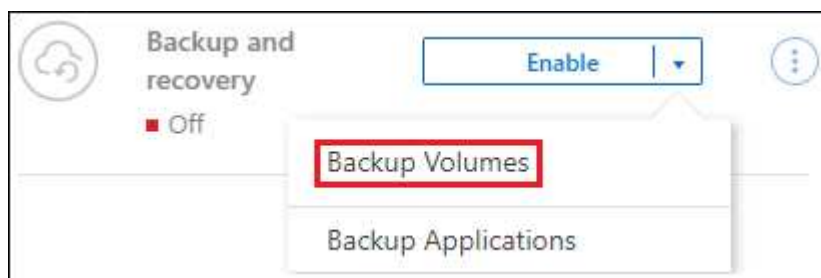 Backup and
recovery
Enable
Off
Backup Volumes
Backup Applications